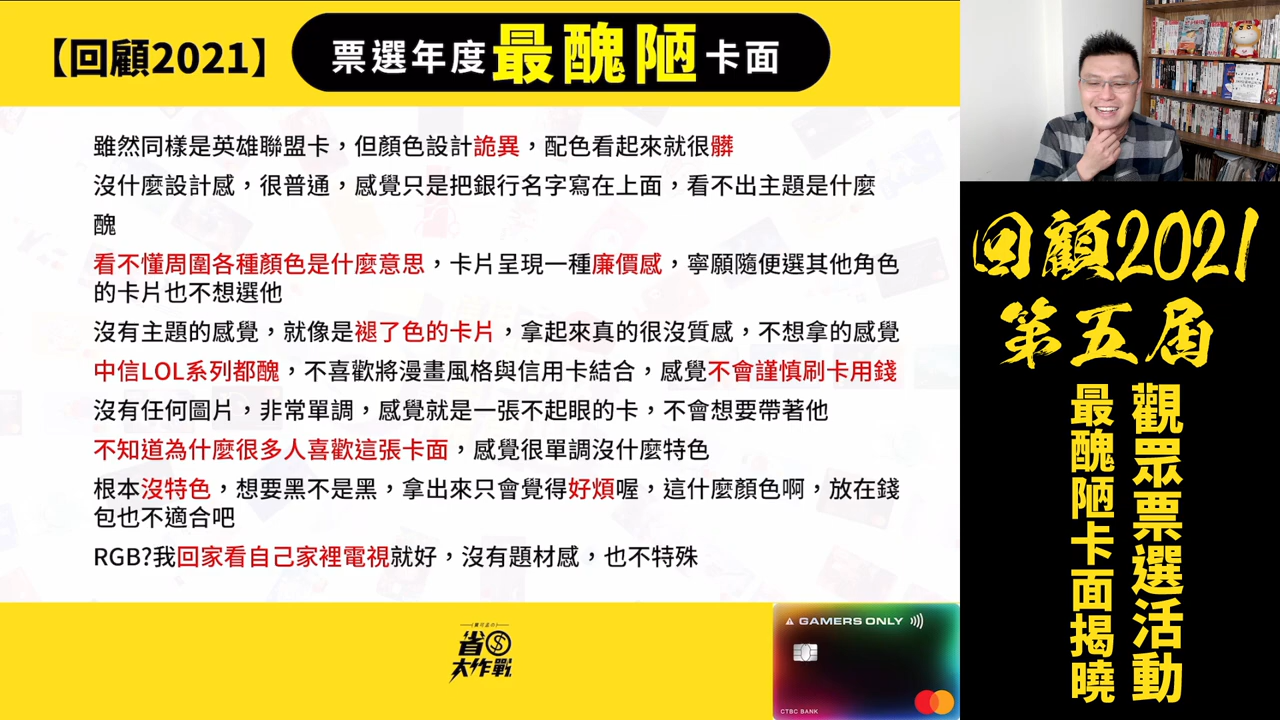 【回顧2021】
票選年度最醜陋卡面
雖然同樣是英雄聯盟卡，但顏色設計詭異，配色看起來就很髒
沒什麼設計感，很普通，感覺只是把銀行名字寫在上面，看不出主題是什麼
醜
看不懂周圍各種顏色是什麼意思，卡片呈現一種廉價感，寧願隨便選其他角色
的卡片也不想選他
沒有主題的感覺，就像是褪了色的卡片，拿起來真的很沒質感，不想拿的感覺
中信LOL系列都醜，不喜歡將漫畫風格與信用卡結合，感覺不會謹慎刷卡用錢
沒有任何圖片，非常單調，感覺就是一張不起眼的卡，不會想要帶著他
不知道為什麼很多人喜歡這張卡面，感覺很單調沒什麼特色
根本沒特色，想要黑不是黑，拿出來只會覺得好煩喔，這什麼顏色啊，放在錢
包也不適合吧
RGB?我回家看自己家裡電視就好，沒有題材感，也不特殊
省
大作戰
GAMERS ONLY
CTBC BANK
回顧2021
第五屆
觀眾票選活動
最醜陋卡面揭曉